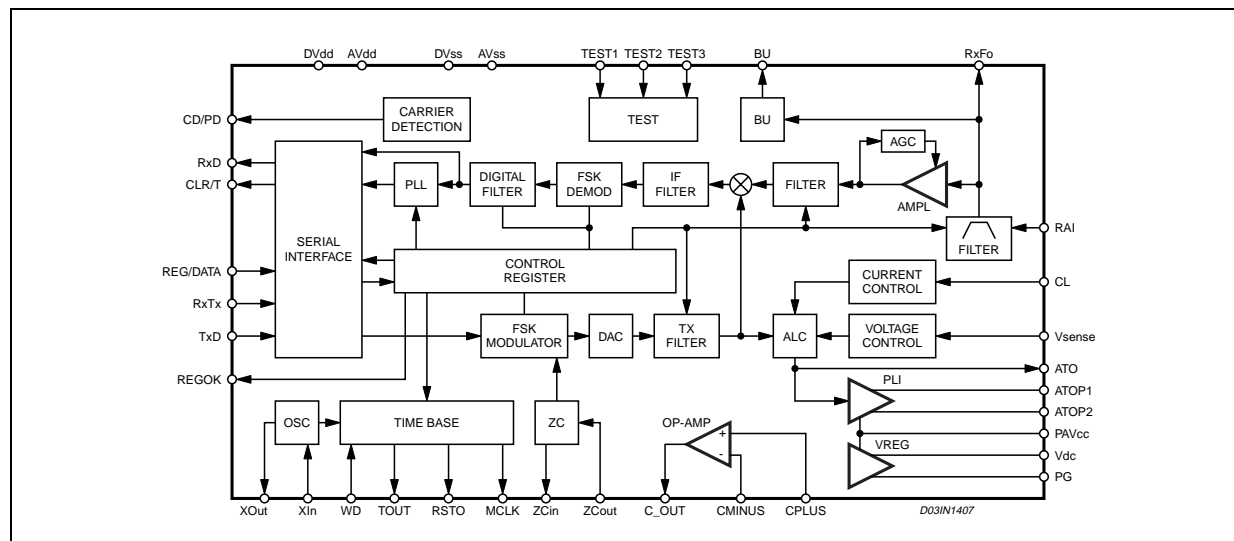 DVdd AVdd DVss AVss TEST1 TEST2 TEST3 BU RxFo
CD/PD
CARRIER
DETECTION
TEST
BU
AGC
RxD
CLR/T
PLL
DIGITAL
FILTER
FSK
DEMOD
IF
FILTER
FILTER
AMPL
SERIAL
INTERFACE
FILTER
RAI
REG/DATA
CONTROL
REGISTER
CURRENT
CONTROL
CL
RxTx
TxD
FSK
MODULATOR
DAC
TX
FILTER
ALC
VOLTAGE
CONTROL
Vsense
REGOK
ATO
PLI
ATOP1
ATOP2
OSC
TIME BASE
ZC
OP-AMP
+
-
PAVcc
VREG
Vdc
PG
XOut XIn WD TOUT RSTO MCLK ZCin ZCout C_OUT CMINUS CPLUS
D03IN1407